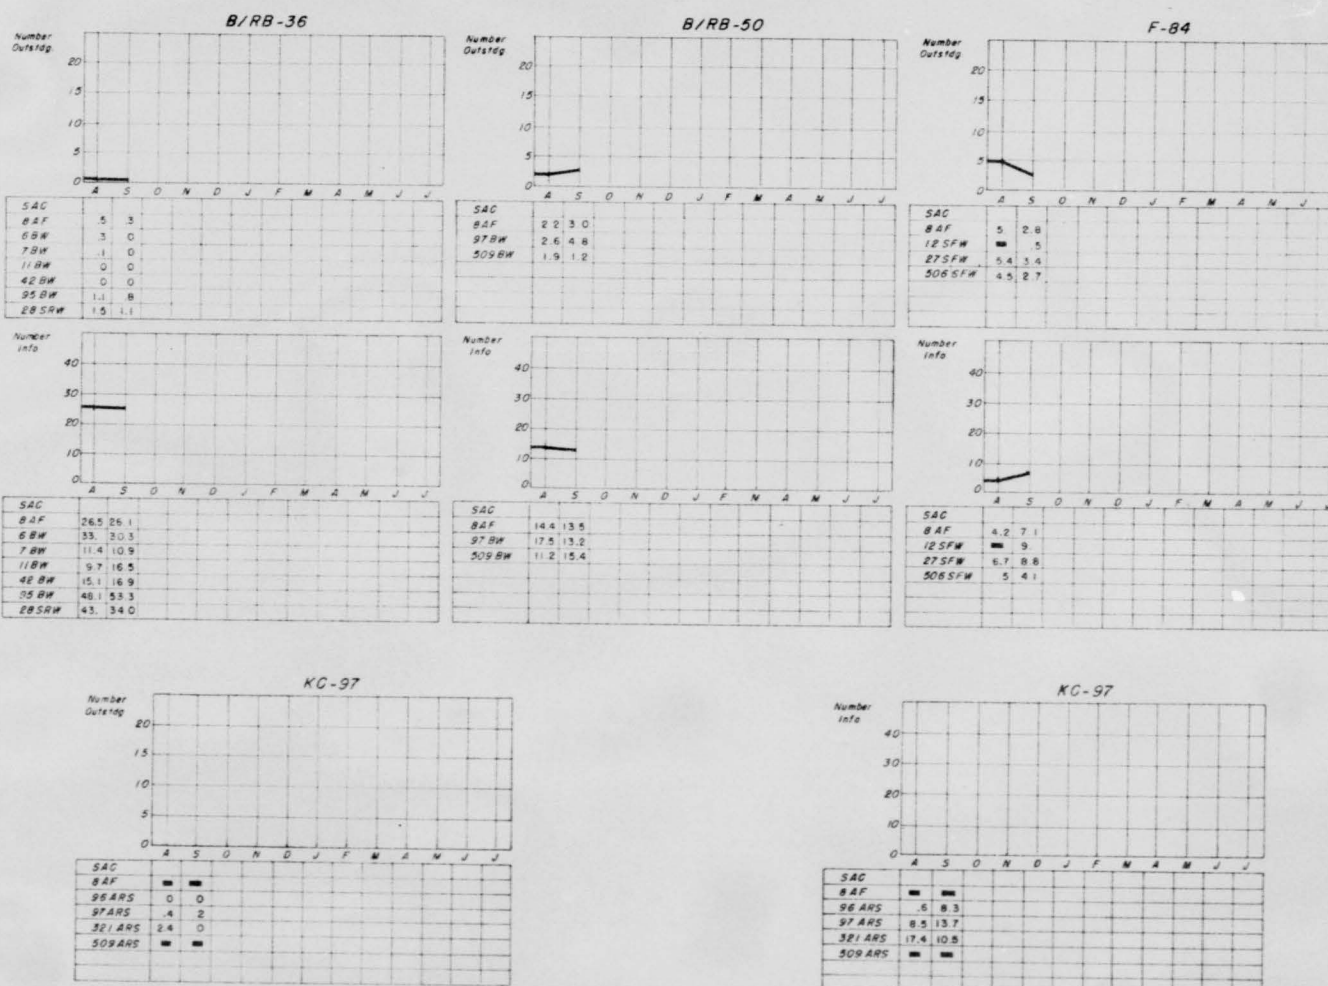 B/RB-36
Number
Outstdg.
20
15
10
5
0
A S O N D J F M A M J J
SAC
8AF .5 .3
6BW .3 0
7BW .1 0
11BW 0 0
42BW 0 0
95BW 1.1 .8
28SRW 1.5 1.1
Number
Info
40
30
20
10
0
A S O N D J F M A M J J
SAC
8AF 26.5 26.1
6BW 33. 30.3
7BW 11.4 10.9
11BW 9.7 16.5
42BW 15.1 16.9
95BW 48.1 53.3
28SRW 43. 34.0
B/RB-50
Number
Outstdg.
20
15
10
5
0
A S O N D J F M A M J J
SAC
8AF 2.2 3.0
97BW 2.6 4.8
509BW 1.9 1.2
Number
Info
40
30
20
10
0
A S O N D J F M A M J J
SAC
8AF 14.4 13.5
97BW 17.5 13.2
509BW 11.2 15.4
F-84
Number
Outstdg.
20
15
10
5
0
A S O N D J F M A M J J
SAC
8AF 5. 2.8
12SFW .5
27SFW 5.4 3.4
506SFW 4.5 2.7
Number
Info
40
30
20
10
0
A S O N D J F M A M J J
SAC
8AF 4.2 7.1
12SFW 9.
27SFW 6.7 8.8
506SFW .5 4.1
KC-97
Number
Outstdg
20
15
10
5
0
A S O N D J F M A M J J
SAC
8AF
96ARS 0 0
97ARS .4 2
321ARS 2.4 0
509ARS
KC-97
Number
Info
40
30
20
10
0
A S O N D J F M A M J J
SAC
8AF
96ARS .6 8.3
97ARS 8.5 13.7
321ARS 17.4 10.5
509ARS